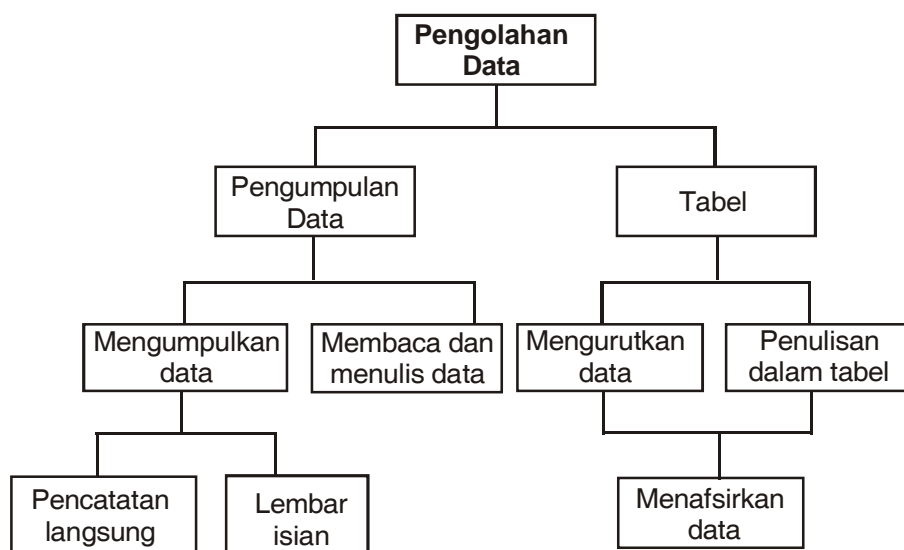 Pengolahan
Data
Pengumpulan
Data
Tabel
Mengumpulkan
data
Membaca dan
menulis data
Mengurutkan
data
Penulisan
dalam tabel
Pencatatan
langsung
Lembar
isian
Menafsirkan
data